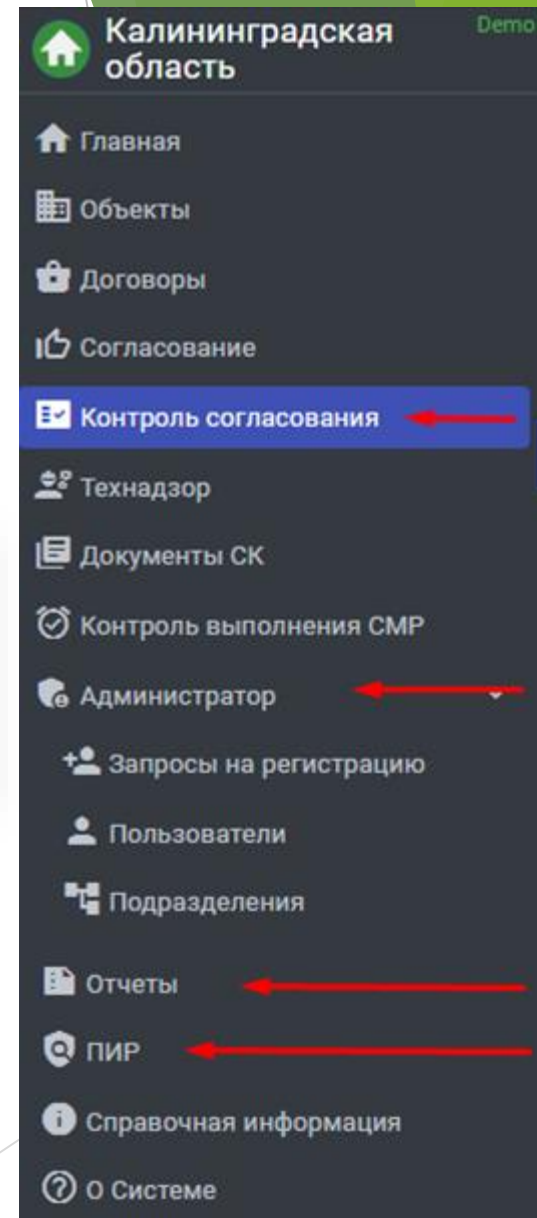 Калининградская
область
Demo
Главная
Объекты
Договоры
Согласование
Контроль согласования
Технадзор
Документы СК
Контроль выполнения СМР
Администратор
Запросы на регистрацию
Пользователи
Подразделения
Отчеты
ПИР
Справочная информация
О Системе